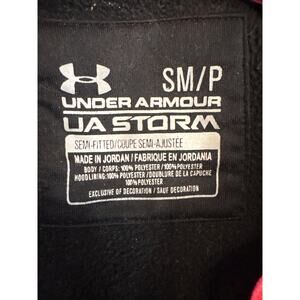 SM/P
UNDER ARMOUR
UA STORM
SEMI-FITTED/COUPE SEMI-AJUSTÉE
MADE IN JORDAN / FABRIQUE EN JORDANIA
BODY / CORPS: 100% POLYESTER / 100% POLYESTER
HOOD LINING: 100% POLYESTER / DOUBLURE DE LA CAPUCHE
100% POLYESTER
EXCLUSIVE OF DECORATION / SAUF DECORATION